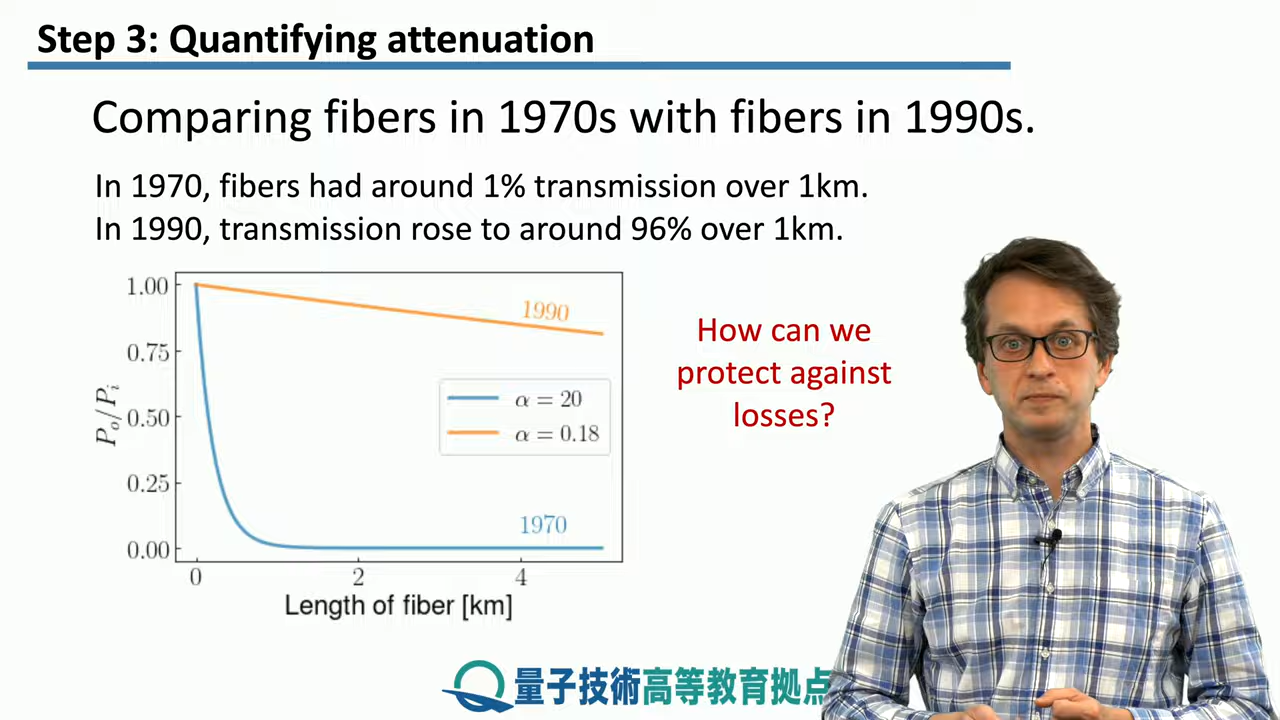 Step 3: Quantifying attenuation
Comparing fibers in 1970s with fibers in 1990s.
In 1970, fibers had around 1% transmission over 1km.
In 1990, transmission rose to around 96% over 1km.
1.00
0.75
0.50
0.25
0.00
P_o/P_i
1990
α = 20
α = 0.18
1970
0
2
4
Length of fiber [km]
How can we
protect against
losses?
量子技術高等教育拠点